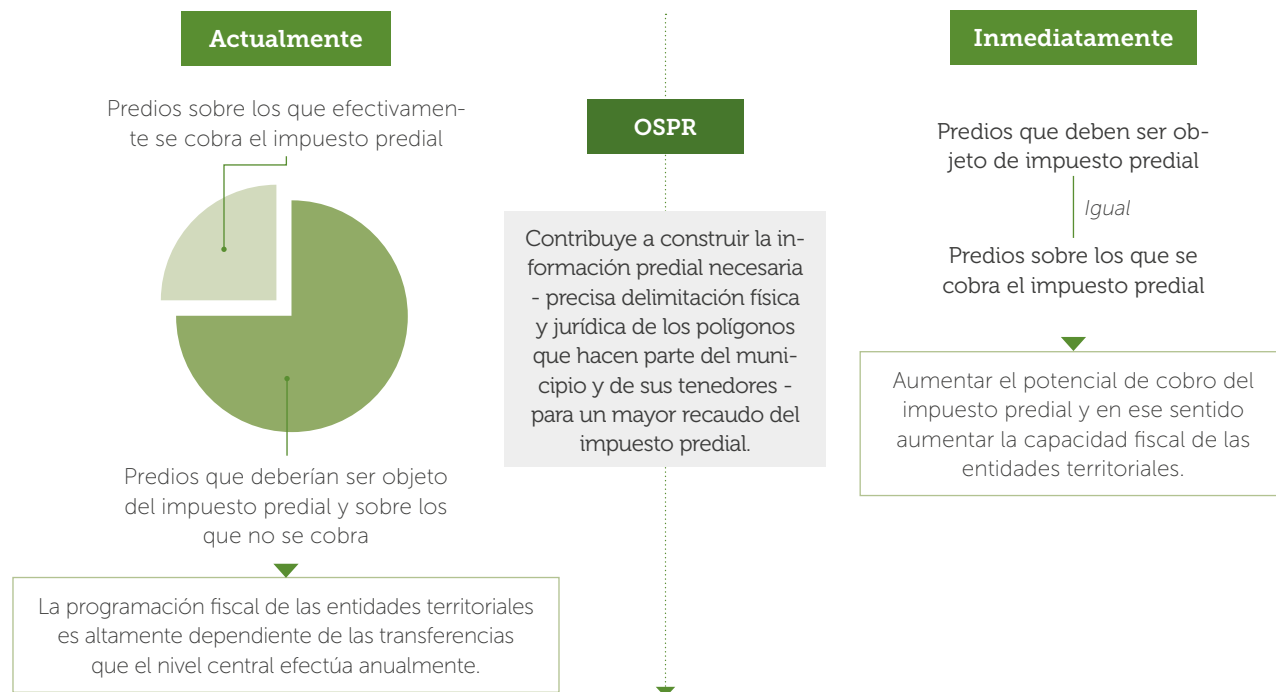 Actualmente
Predios sobre los que efectivamen-
te se cobra el impuesto predial
Predios que deberían ser objeto
del impuesto predial y sobre los
que no se cobra
La programación fiscal de las entidades territoriales
es altamente dependiente de las transferencias
que el nivel central efectúa anualmente.
OSPR
Contribuye a construir la in-
formación predial necesaria
- precisa delimitación física
y jurídica de los polígonos
que hacen parte del muni-
cipio y de sus tenedores -
para un mayor recaudo del
impuesto predial.
Inmediatamente
Predios que deben ser ob-
jeto de impuesto predial
Igual
Predios sobre los que se
cobra el impuesto predial
Aumentar el potencial de cobro del
impuesto predial y en ese sentido
aumentar la capacidad fiscal de las
entidades territoriales.